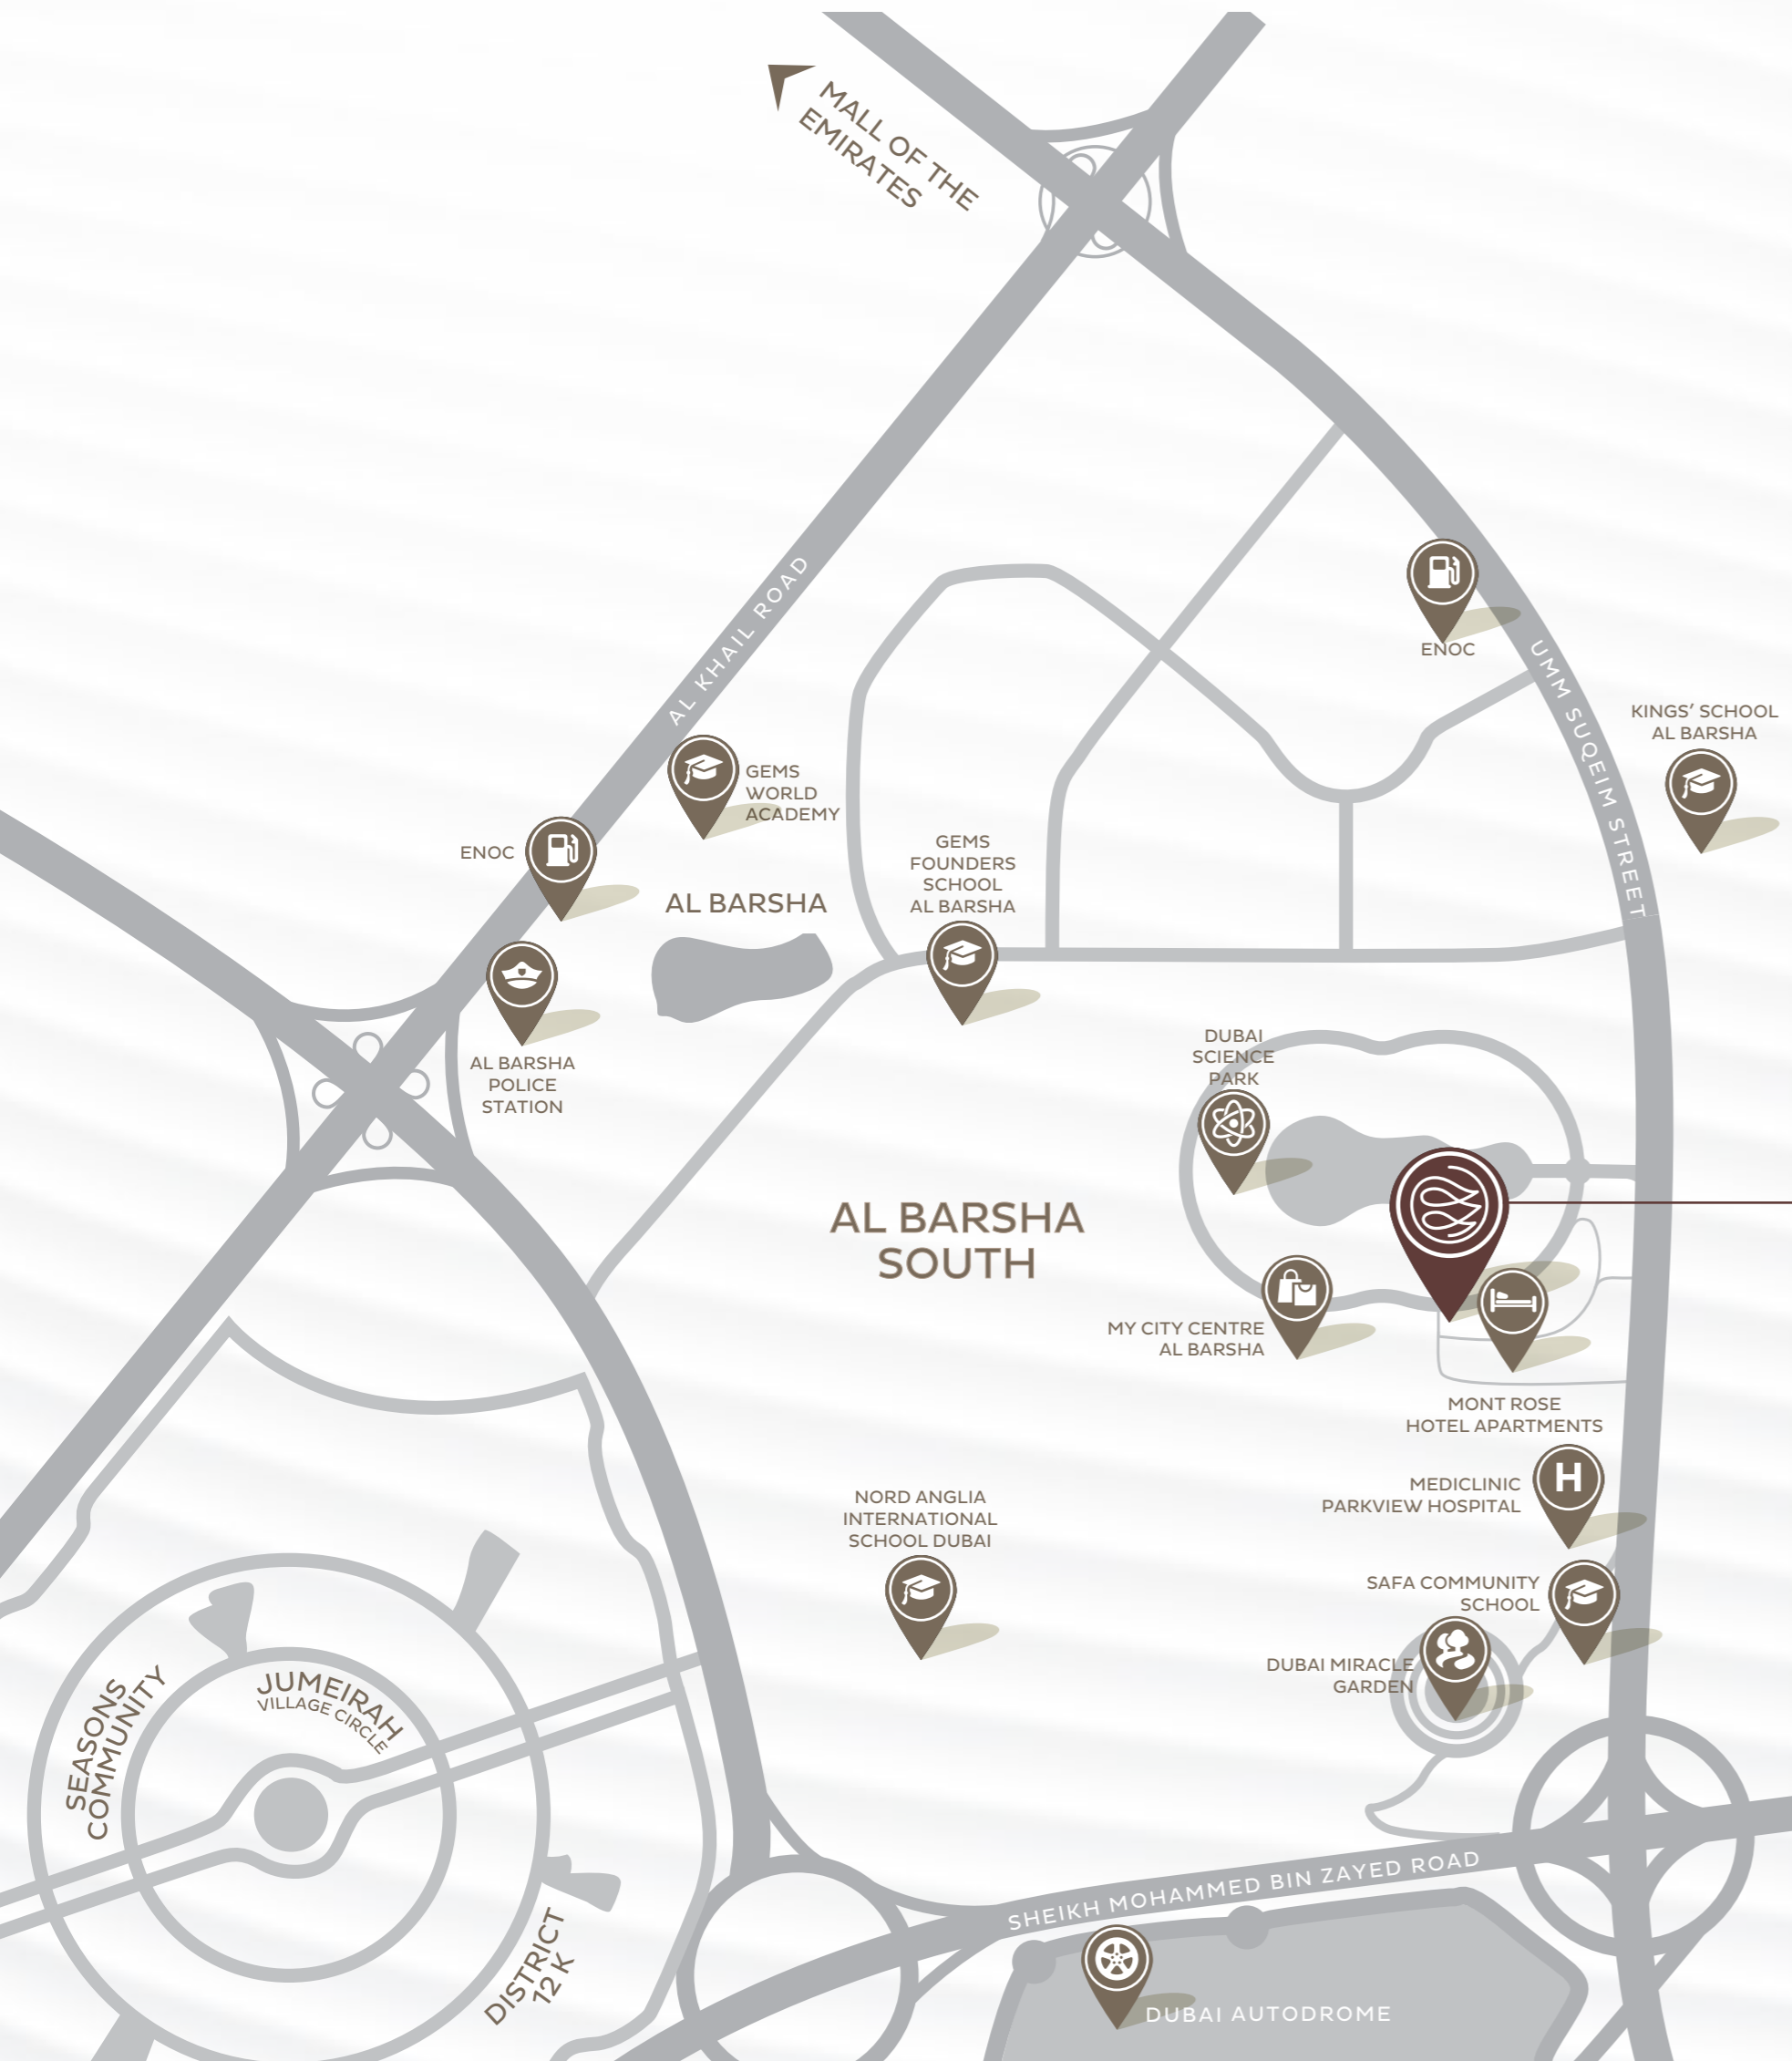 MALL OF THE
EMIRATES
AL KHAIL ROAD
ENOC
UMM SUQEIM STREET
KINGS' SCHOOL
AL BARSHA
GEMS
WORLD
ACADEMY
ENOC
GEMS
FOUNDERS
SCHOOL
AL BARSHA
AL BARSHA
AL BARSHA
POLICE
STATION
DUBAI
SCIENCE
PARK
AL BARSHA
SOUTH
MY CITY CENTRE
AL BARSHA
MONT ROSE
HOTEL APARTMENTS
H
MEDICLINIC
PARKVIEW HOSPITAL
NORD ANGLIA
INTERNATIONAL
SCHOOL DUBAI
SAFA COMMUNITY
SCHOOL
DUBAI MIRACLE
GARDEN
SEASONS
COMMUNITY
JUMEIRAH
VILLAGE CIRCLE
SHEIKH MOHAMMED BIN ZAYED ROAD
DISTRICT
12 K
DUBAI AUTODROME